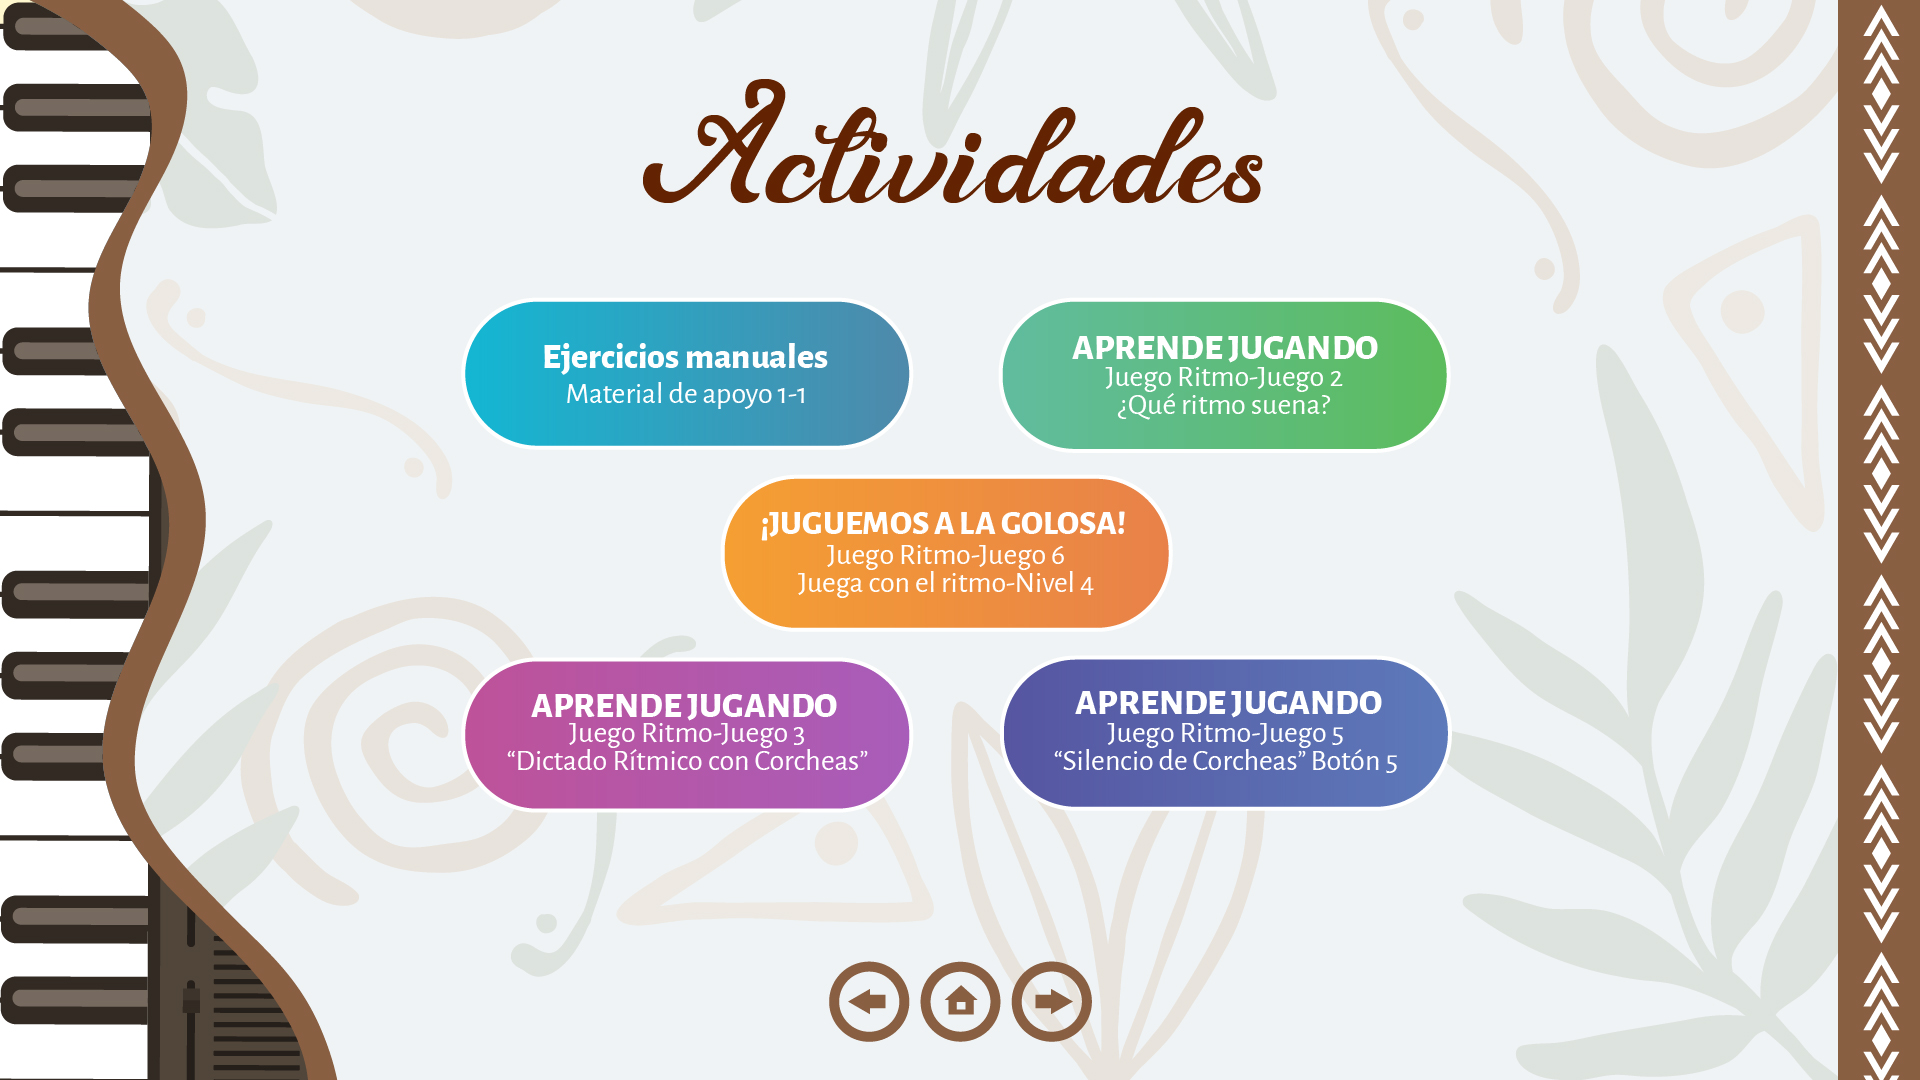 Actividades
Ejercicios manuales
Material de apoyo 1-1
APRENDE JUGANDO
Juego Ritmo-Juego 2
¿Qué ritmo suena?
¡JUGUEMOS A LA GOLOSA!
Juego Ritmo-Juego 6
Juega con el ritmo-Nivel 4
APRENDE JUGANDO
Juego Ritmo-Juego 3
“Dictado Rítmico con Corcheas”
APRENDE JUGANDO
Juego Ritmo-Juego 5
“Silencio de Corcheas” Botón 5